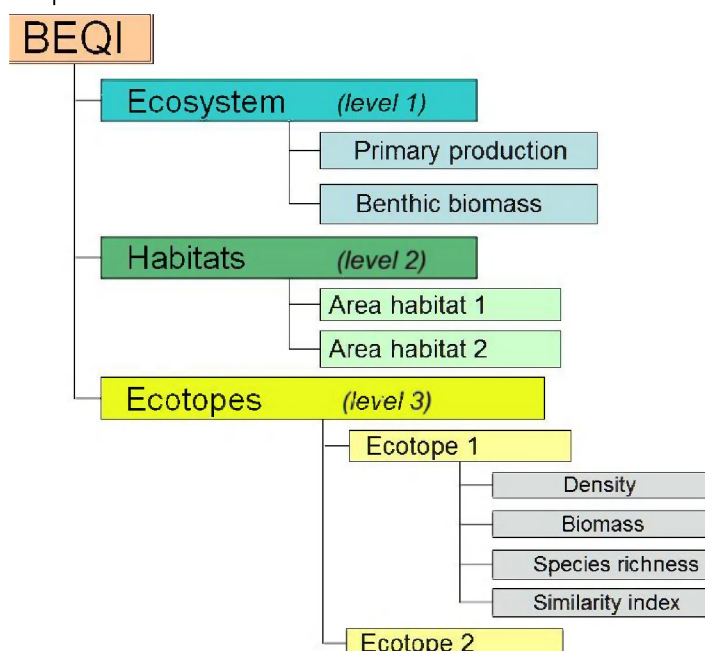 BEQI
Ecosystem (level 1)
Primary production
Benthic biomass
Habitats (level 2)
Area habitat 1
Area habitat 2
Ecotopes (level 3)
Ecotope 1
Density
Biomass
Species richness
Similarity index
Ecotope 2